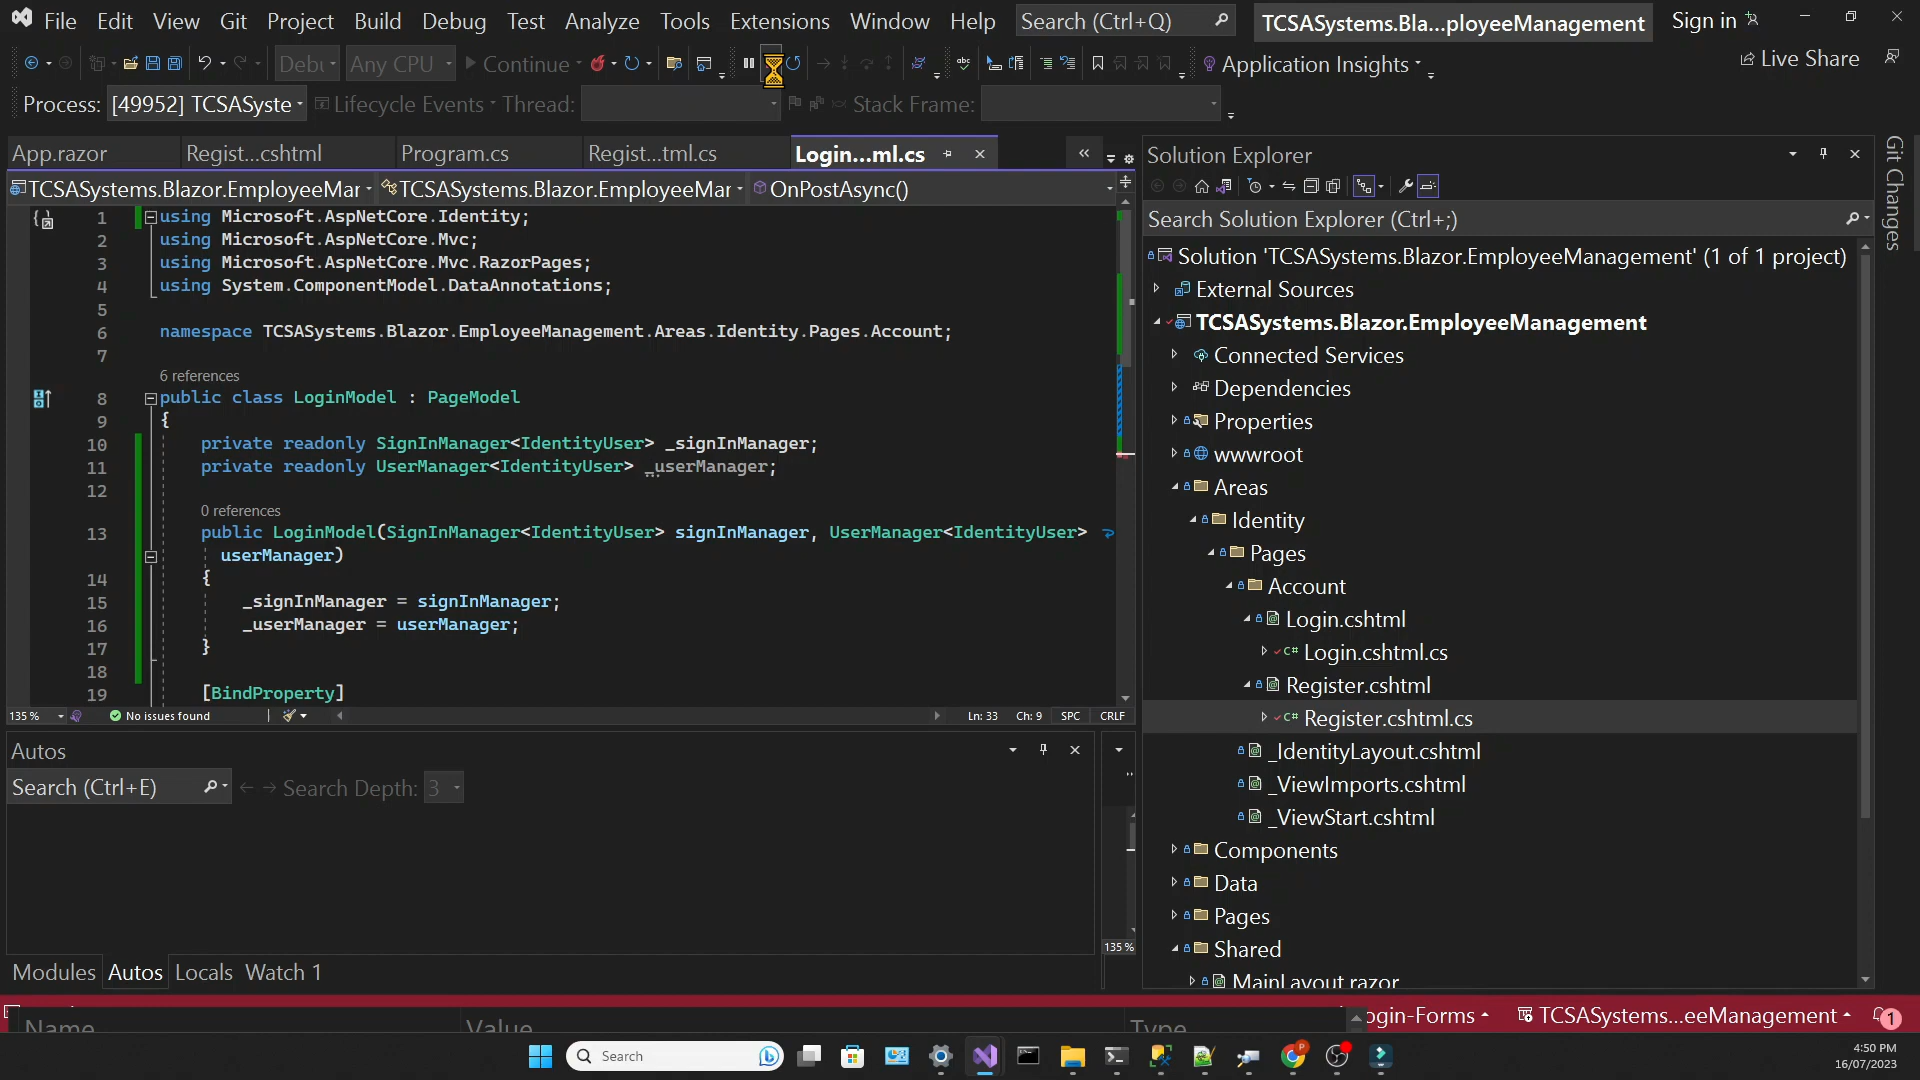 File Edit View Git Project Build Debug Test Analyze Tools Extensions Window Help Search (Ctrl+Q) TCSASystems.Bla...ployeeManagement Sign in
Debu Any CPU Continue Application Insights Live Share
Process: [49952] TCSASyste Lifecycle Events Thread: Stack Frame:
App.razor Regist...cshtml Program.cs Regist...tml.cs Login...ml.cs
TCSASystems.Blazor.EmployeeMar TCSASystems.Blazor.EmployeeMar OnPostAsync()
1 using Microsoft.AspNetCore.Identity;
2 using Microsoft.AspNetCore.Mvc;
3 using Microsoft.AspNetCore.Mvc.RazorPages;
4 using System.ComponentModel.DataAnnotations;
5
6 namespace TCSASystems.Blazor.EmployeeManagement.Areas.Identity.Pages.Account;
7
6 references
8 public class LoginModel : PageModel
9 {
10 private readonly SignInManager<IdentityUser> _signInManager;
11 private readonly UserManager<IdentityUser> _userManager;
12
0 references
13 public LoginModel(SignInManager<IdentityUser> signInManager, UserManager<IdentityUser>
userManager)
14 {
15 _signInManager = signInManager;
16 _userManager = userManager;
17 }
18
19 [BindProperty]
135 % No issues found Ln: 33 Ch: 9 SPC CRLF
Autos
Search (Ctrl+E) Search Depth: 3
135 %
Modules Autos Locals Watch 1
Name Value Type
Solution Explorer
Search Solution Explorer (Ctrl+;)
Solution 'TCSASystems.Blazor.EmployeeManagement' (1 of 1 project)
External Sources
TCSASystems.Blazor.EmployeeManagement
Connected Services
Dependencies
Properties
wwwroot
Areas
Identity
Pages
Account
Login.cshtml
C# Login.cshtml.cs
Register.cshtml
C# Register.cshtml.cs
_IdentityLayout.cshtml
_ViewImports.cshtml
_ViewStart.cshtml
Components
Data
Pages
Shared
MainLayout.razor
Git Changes
ogin-Forms TCSASystems...eeManagement 1
Search
4:50 PM
16/07/2023